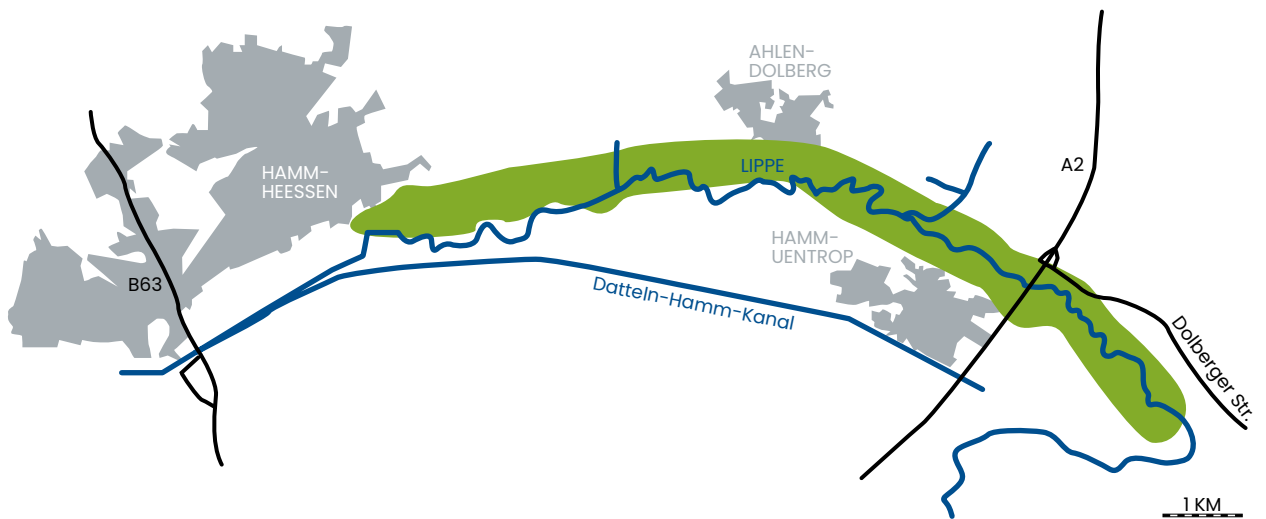 AHLEN-
DOLBERG
A2
LIPPE
HAMM-
HEESSEN
HAMM-
UENTROP
B63
Datteln-Hamm-Kanal
Dolberger Str.
1 KM